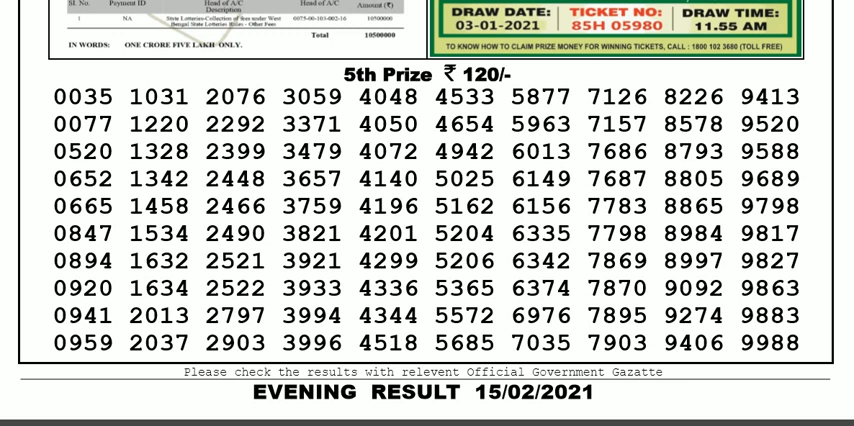 Sl. No. Payment ID Head of A/C Head of A/C Amount (₹)
Description
1 NA State Lotteries-Collection of fees under West 0075-00-103-002-16 10500000
Bengal State Lotteries Rules - Other Fees
Total 10500000
IN WORDS: ONE CRORE FIVE LAKH ONLY.
DRAW DATE: TICKET NO: DRAW TIME:
03-01-2021 85H 05980 11.55 AM
TO KNOW HOW TO CLAIM PRIZE MONEY FOR WINNING TICKETS, CALL : 1800 102 3680 (TOLL FREE)
5th Prize ₹ 120/-
0035 1031 2076 3059 4048 4533 5877 7126 8226 9413
0077 1220 2292 3371 4050 4654 5963 7157 8578 9520
0520 1328 2399 3479 4072 4942 6013 7686 8793 9588
0652 1342 2448 3657 4140 5025 6149 7687 8805 9689
0665 1458 2466 3759 4196 5162 6156 7783 8865 9798
0847 1534 2490 3821 4201 5204 6335 7798 8984 9817
0894 1632 2521 3921 4299 5206 6342 7869 8997 9827
0920 1634 2522 3933 4336 5365 6374 7870 9092 9863
0941 2013 2797 3994 4344 5572 6976 7895 9274 9883
0959 2037 2903 3996 4518 5685 7035 7903 9406 9988
Please check the results with relevent Official Government Gazatte
EVENING RESULT 15/02/2021